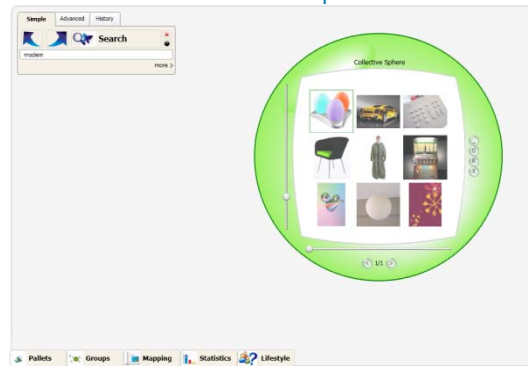 Simple Advanced History
Search
modern
more >
Collective Sphere
1/1
Pallets Groups Mapping Statistics Lifestyle